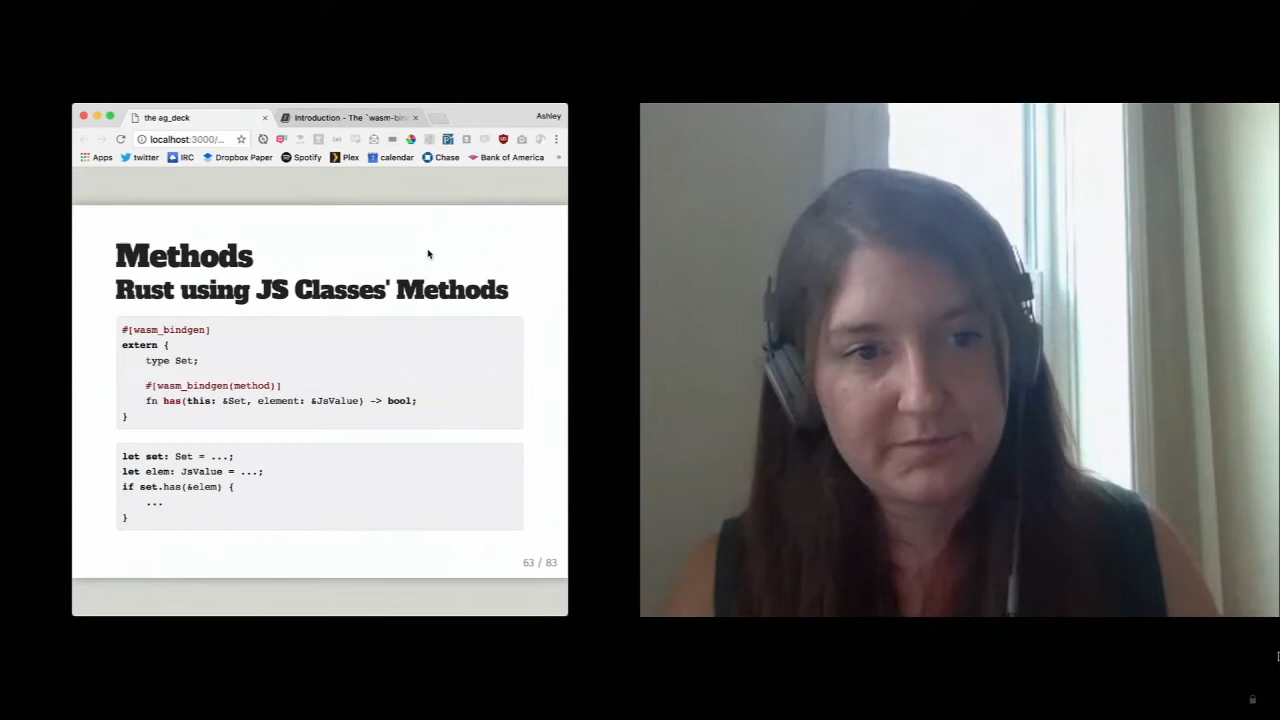 the ag_deck
Introduction - The `wasm-bin
Ashley
localhost:3000/...
Apps
twitter
IRC
Dropbox Paper
Spotify
Plex
calendar
Chase
Bank of America
»
Methods
Rust using JS Classes' Methods
#[wasm_bindgen]
extern {
type Set;
#[wasm_bindgen(method)]
fn has(this: &Set, element: &JsValue) -> bool;
}
let set: Set = ...;
let elem: JsValue = ...;
if set.has(&elem) {
...
}
63 / 83